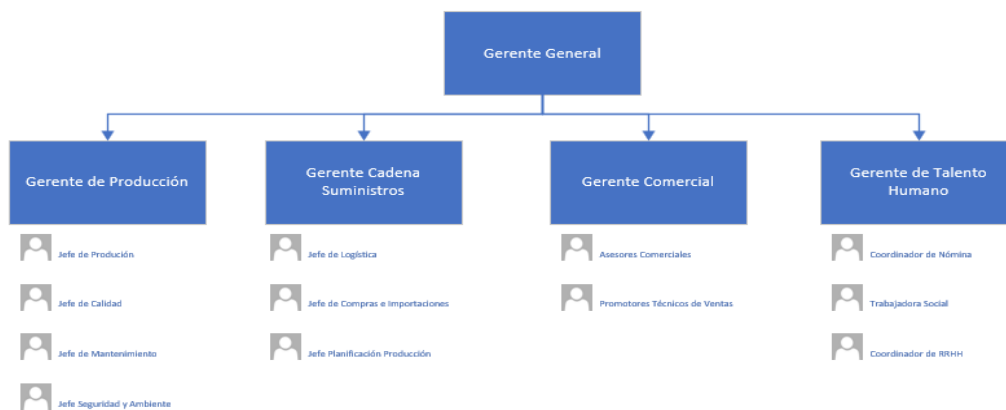 Gerente General
Gerente de Producción
Gerente Cadena
Suministros
Gerente Comercial
Gerente de Talento
Humano
Jefe de Produción
Jefe de Logística
Asesores Comerciales
Coordinador de Nómina
Jefe de Calidad
Jefe de Compras e Importaciones
Promotores Técnicos de Ventas
Trabajadora Social
Jefe de Mantenimiento
Jefe Planificación Producción
Coordinador de RRHH
Jefe Seguridad y Ambiente